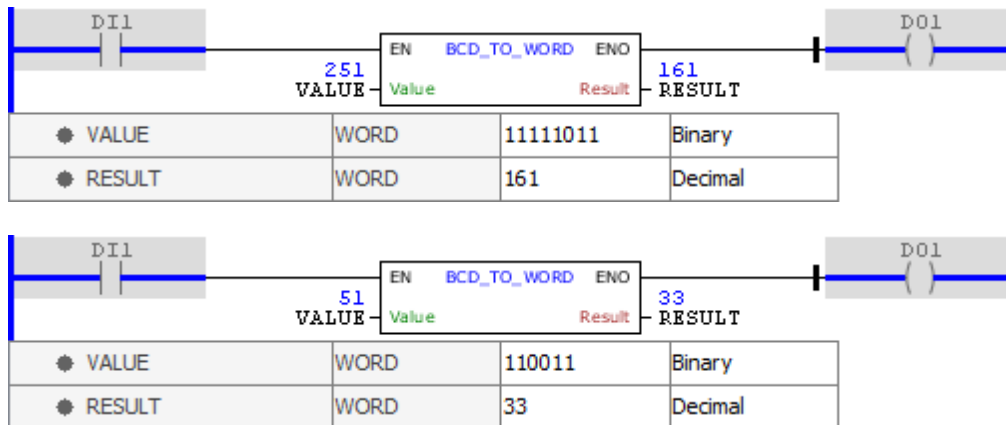 DI1 DO1
EN BCD_TO_WORD ENO
251 161
VALUE Value Result RESULT
VALUE WORD 11111011 Binary
RESULT WORD 161 Decimal
DI1 DO1
EN BCD_TO_WORD ENO
51 33
VALUE Value Result RESULT
VALUE WORD 110011 Binary
RESULT WORD 33 Decimal